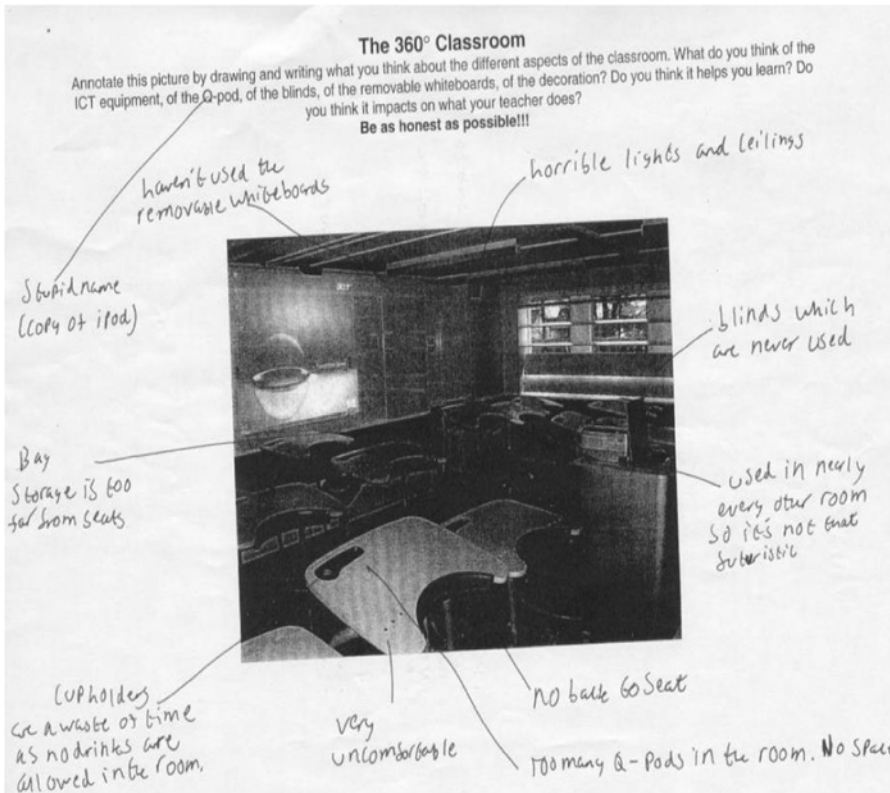 The 360° Classroom
Annotate this picture by drawing and writing what you think about the different aspects of the classroom. What do you think of the
ICT equipment, of the Q-pod, of the blinds, of the removable whiteboards, of the decoration? Do you think it helps you learn? Do
you think it impacts on what your teacher does?
Be as honest as possible!!!
haven't used the
removable whiteboards
horrible lights and ceilings
Stupid name
(copy of ipod)
blinds which
are never used
Bag
Storage is too
far from seats
used in nearly
every other room
so it's not that
futuristic
Cupholders
are a waste of time
as no drinks are
allowed in the room.
very
uncomfortable
no back to seat
Too many Q-Pods in the room. No space